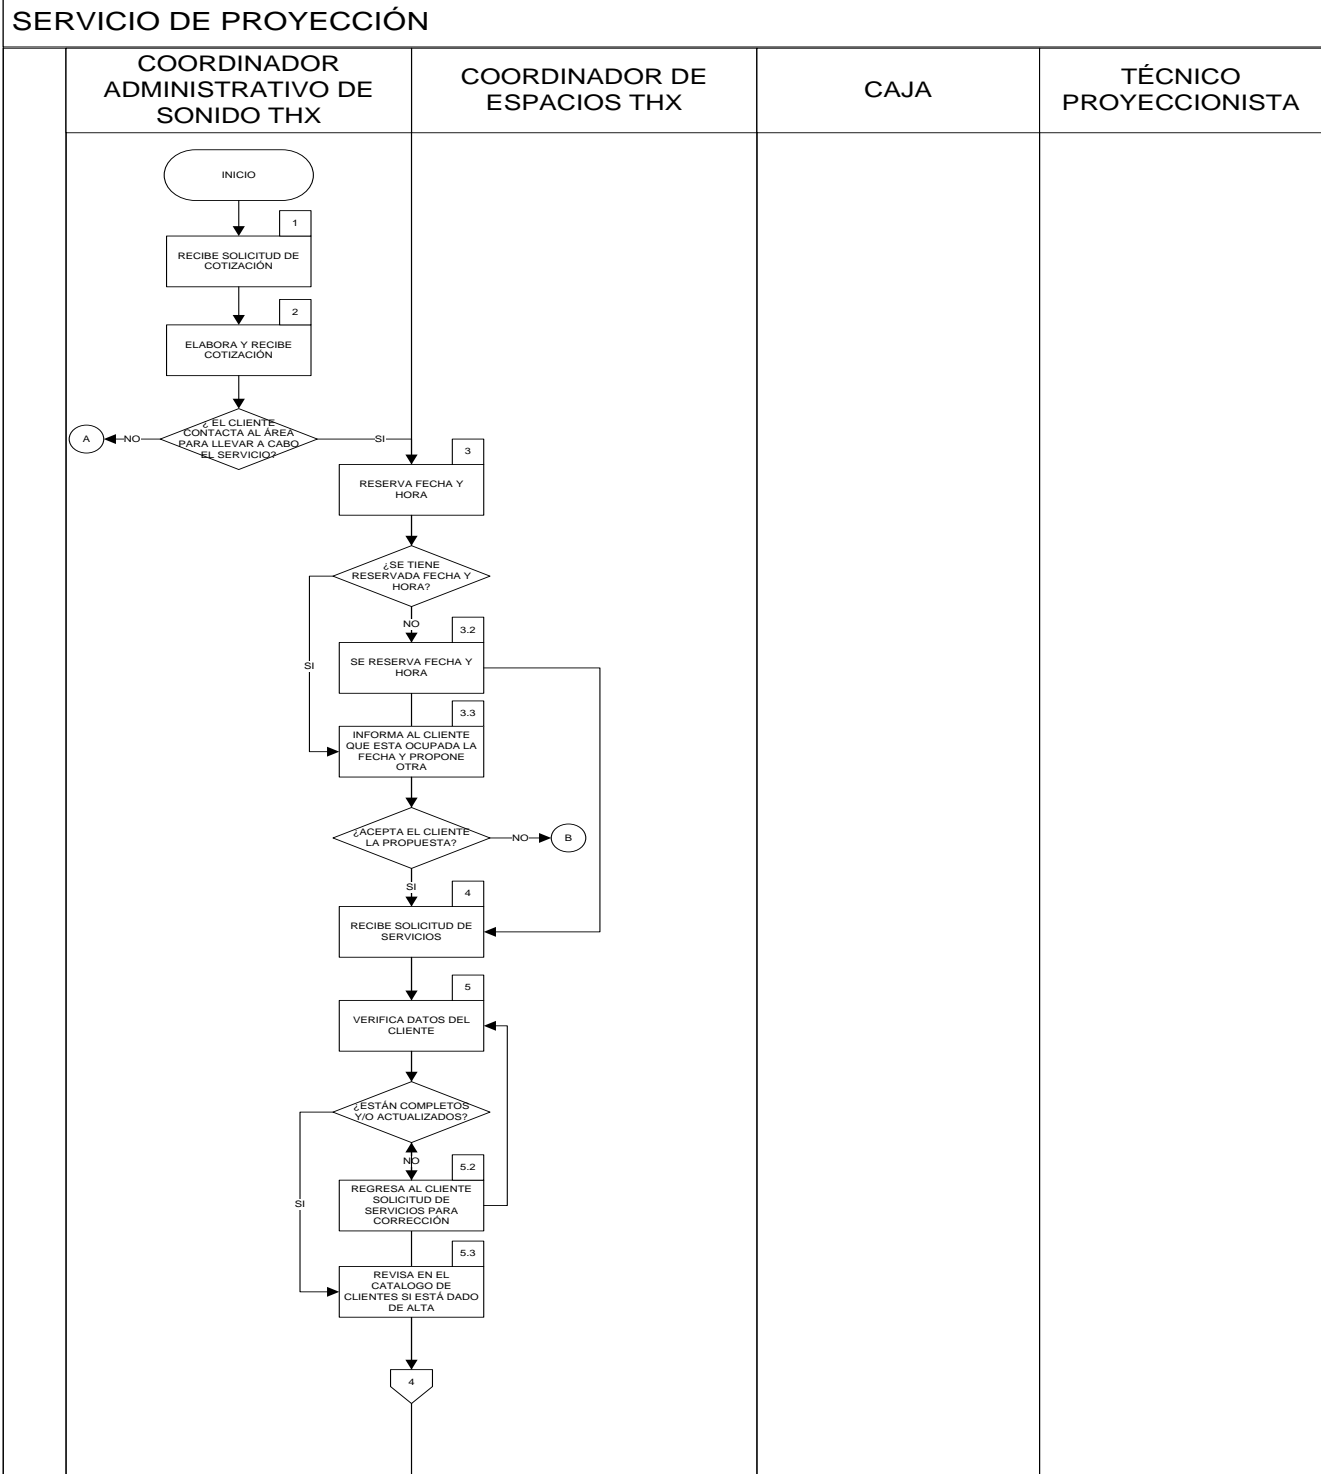 SERVICIO DE PROYECCIÓN
COORDINADOR
ADMINISTRATIVO DE
SONIDO THX
COORDINADOR DE
ESPACIOS THX
CAJA
TÉCNICO
PROYECCIONISTA
INICIO
1
RECIBE SOLICITUD DE
COTIZACIÓN
2
ELABORA Y RECIBE
COTIZACIÓN
¿ EL CLIENTE
CONTACTA AL ÁREA
PARA LLEVAR A CABO
EL SERVICIO?
A
NO
SI
3
RESERVA FECHA Y
HORA
¿SE TIENE
RESERVADA FECHA Y
HORA?
NO
SI
3.2
SE RESERVA FECHA Y
HORA
3.3
INFORMA AL CLIENTE
QUE ESTA OCUPADA LA
FECHA Y PROPONE
OTRA
¿ACEPTA EL CLIENTE
LA PROPUESTA?
NO
B
SI
4
RECIBE SOLICITUD DE
SERVICIOS
5
VERIFICA DATOS DEL
CLIENTE
¿ESTÁN COMPLETOS
Y/O ACTUALIZADOS?
NO
SI
5.2
REGRESA AL CLIENTE
SOLICITUD DE
SERVICIOS PARA
CORRECCIÓN
5.3
REVISA EN EL
CATALOGO DE
CLIENTES SI ESTÁ DADO
DE ALTA
4